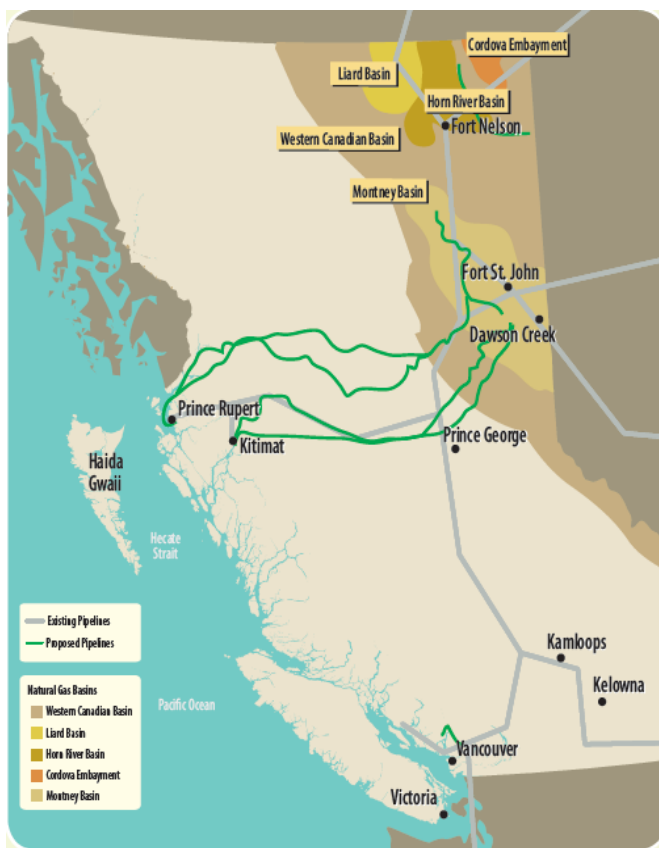 Cordova Embayment
Liard Basin
Horn River Basin
Fort Nelson
Western Canadian Basin
Montney Basin
Fort St. John
Dawson Creek
Prince Rupert
Kitimat
Prince George
Haida
Gwaii
Hecate
Strait
Existing Pipelines
Proposed Pipelines
Kamloops
Kelowna
Natural Gas Basins
Western Canadian Basin
Liard Basin
Horn River Basin
Cordova Embayment
Montney Basin
Pacific Ocean
Vancouver
Victoria